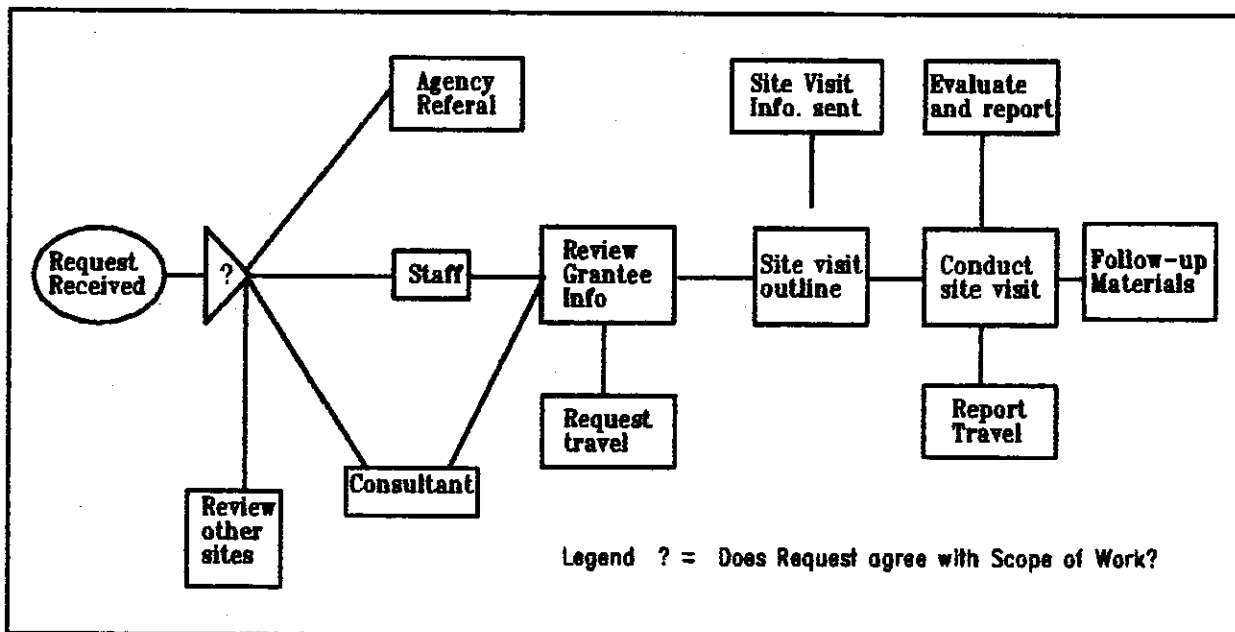 Agency
Referal
Site Visit
Info. sent
Evaluate
and report
Request
Received
?
Staff
Review
Grantee
Info
Site visit
outline
Conduct
site visit
Follow-up
Materials
Request
travel
Report
Travel
Consultant
Review
other
sites
Legend ? = Does Request agree with Scope of Work?